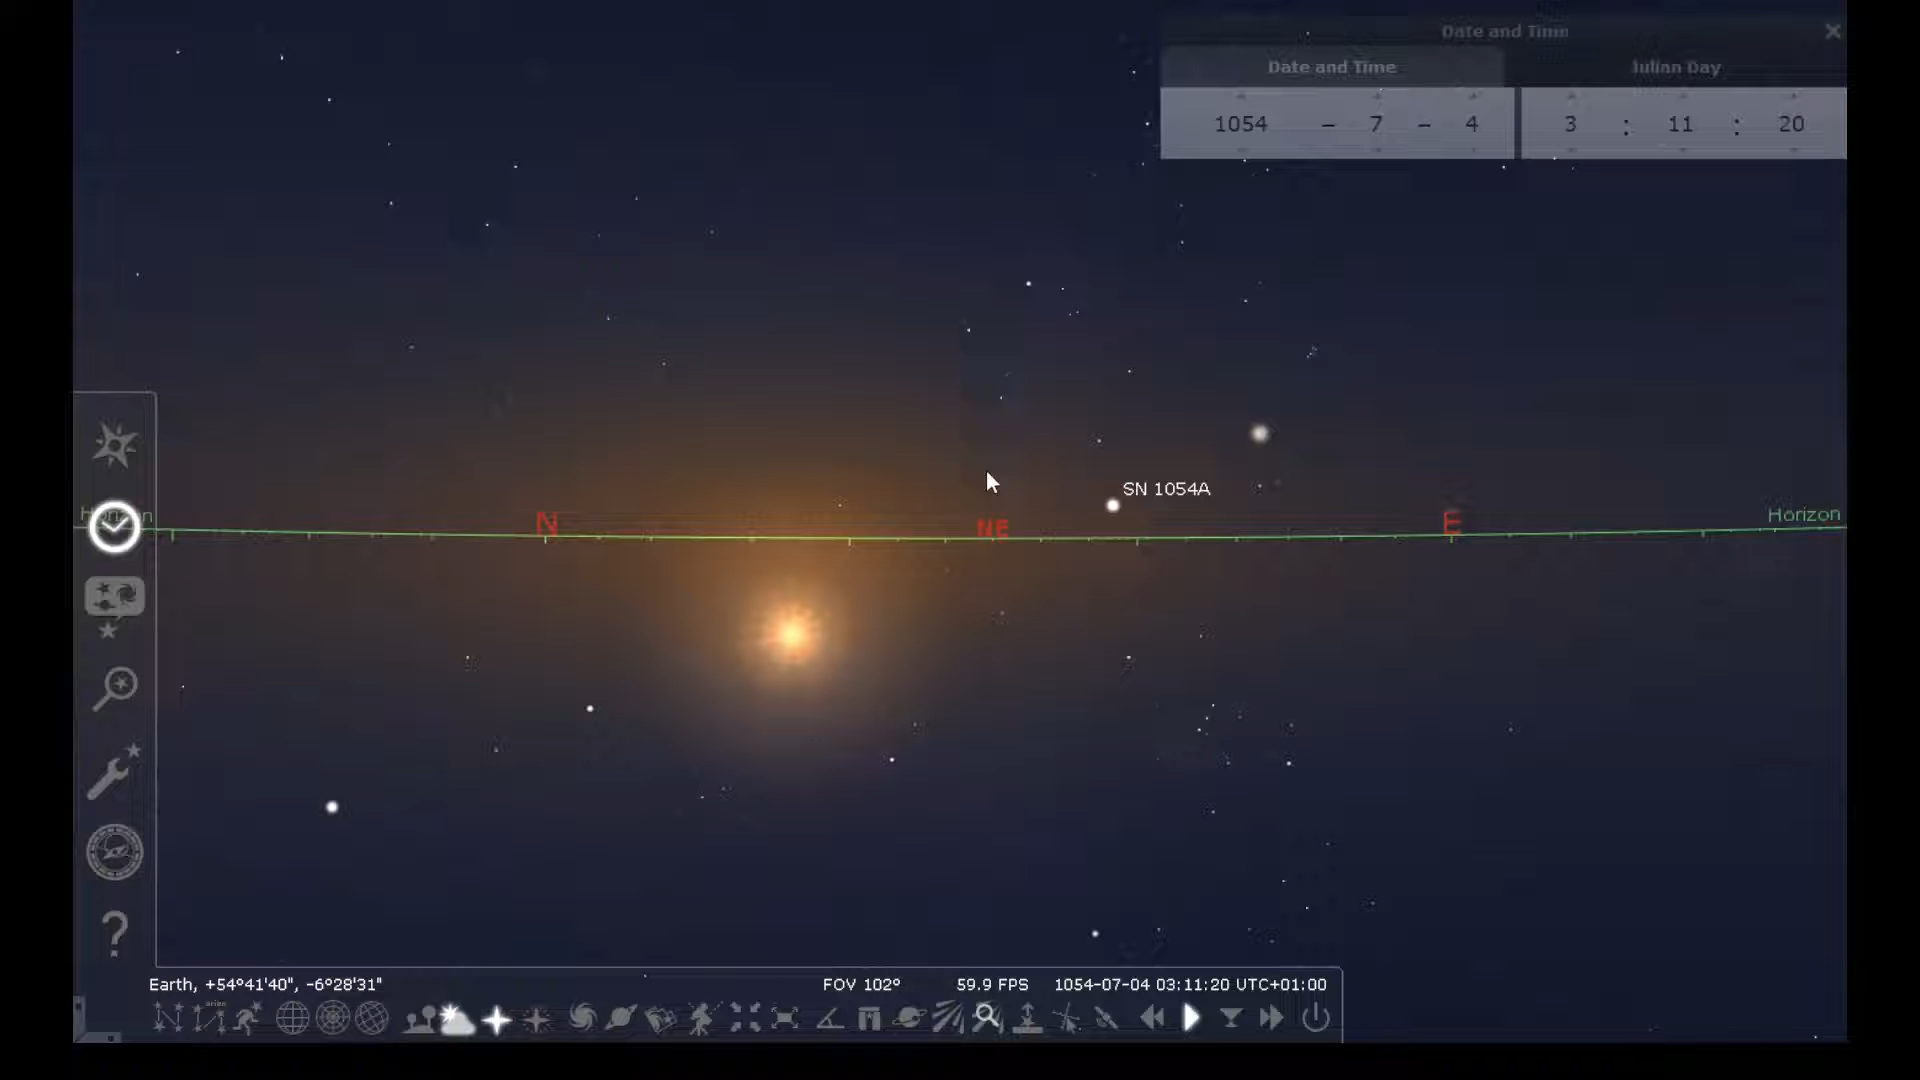 Date and Time
Date and Time
Julian Day
1054 - 7 - 4
3 : 11 : 20
SN 1054A
Horizon
N
NE
E
Horizon
Earth, +54°41'40", -6°28'31"
FOV 102°
59.9 FPS
1054-07-04 03:11:20 UTC+01:00